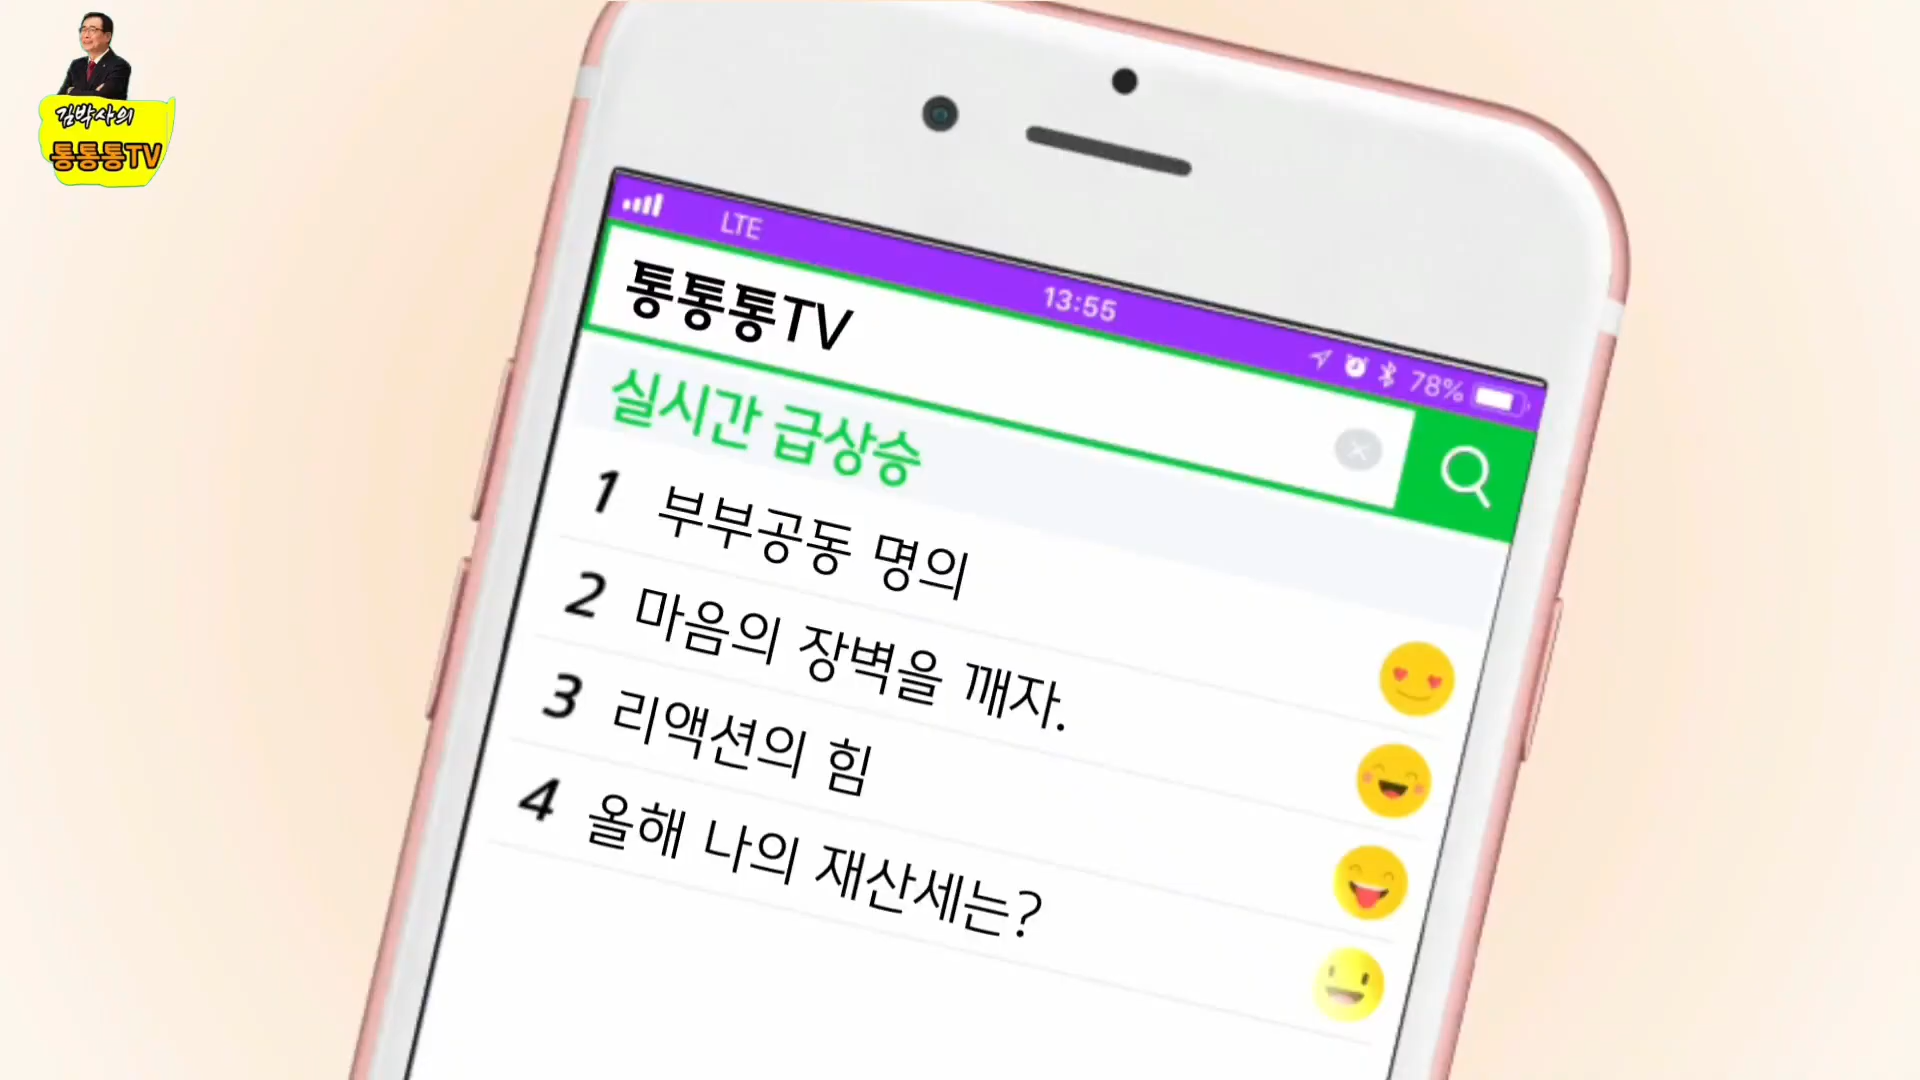 김박사의
통통통TV
LTE
13:55
78%
통통통TV
실시간 급상승
1 부부공동 명의
2 마음의 장벽을 깨자.
3 리액션의 힘
4 올해 나의 재산세는?